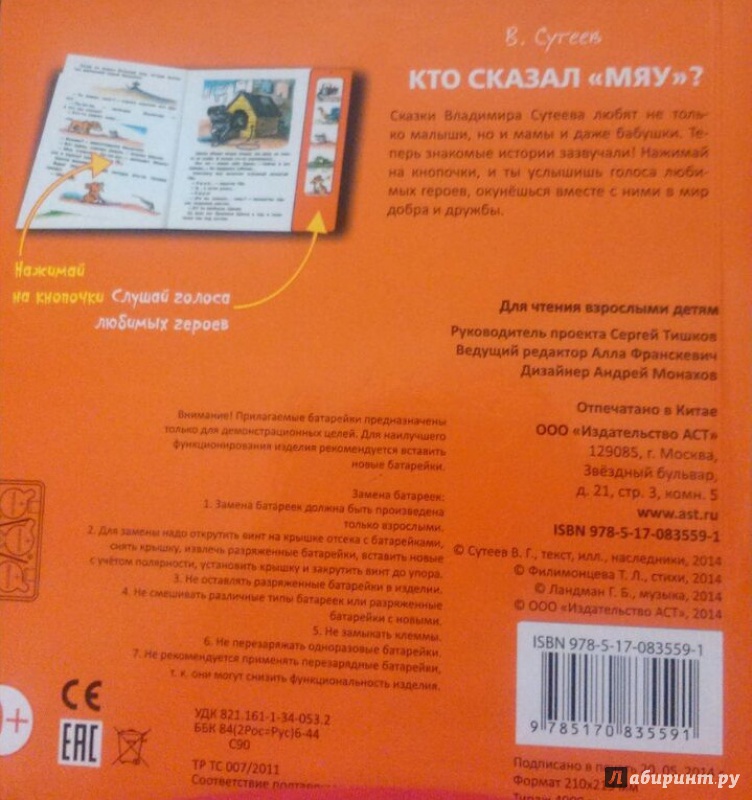 В. Сутеев
КТО СКАЗАЛ «МЯУ»?
Сказки Владимира Сутеева любят не толь-
ко малыши, но и мамы и даже бабушки. Те-
перь знакомые истории зазвучали! Нажимай
на кнопочки, и ты услышишь голоса люби-
мых героев, окунёшься вместе с ними в мир
добра и дружбы.
Нажимай
на кнопочки Слушай голоса
любимых героев
Для чтения взрослыми детям
Руководитель проекта Сергей Тишков
Ведущий редактор Алла Франскевич
Дизайнер Андрей Монахов
Отпечатано в Китае
ООО «Издательство АСТ»
129085, г. Москва,
Звёздный бульвар,
д. 21, стр. 3, комн. 5
www.ast.ru
ISBN 978-5-17-083559-1
© Сутеев В. Г., текст, илл., наследники, 2014
© Филимонцева Т. Л., стихи, 2014
© Ландман Г. Б., музыка, 2014
© ООО «Издательство АСТ», 2014
Внимание! Прилагаемые батарейки предназначены
только для демонстрационных целей. Для наилучшего
функционирования изделия рекомендуется вставить
новые батарейки.
Замена батареек:
1. Замена батареек должна быть произведена
только взрослыми.
2. Для замены надо открутить винт на крышке отсека с батарейками,
снять крышку, извлечь разряженные батарейки, вставить новые
с учётом полярности, установить крышку и закрутить винт до упора.
3. Не оставлять разряженные батарейки в изделии.
4. Не смешивать различные типы батареек или разряженные
батарейки с новыми.
5. Не замыкать клеммы.
6. Не перезаряжать одноразовые батарейки.
7. Не рекомендуется применять перезарядные батарейки,
т. к. они могут снизить функциональность изделия.
CE
EAC
+
УДК 821.161-1-34-053.2
ББК 84(2Рос=Рус)6-44
С90
ТР ТС 007/2011
Соответствие
ISBN 978-5-17-083559-1
9 785170 835591
Подписано в 20. 05. 2014
Формат
Лабиринт.ру